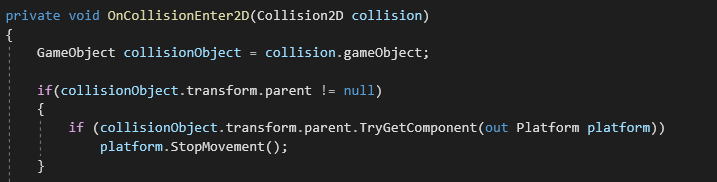 private void OnCollisionEnter2D(Collision2D collision)
{
GameObject collisionObject = collision.gameObject;
if(collisionObject.transform.parent != null)
{
if (collisionObject.transform.parent.TryGetComponent(out Platform platform))
platform.StopMovement();
}